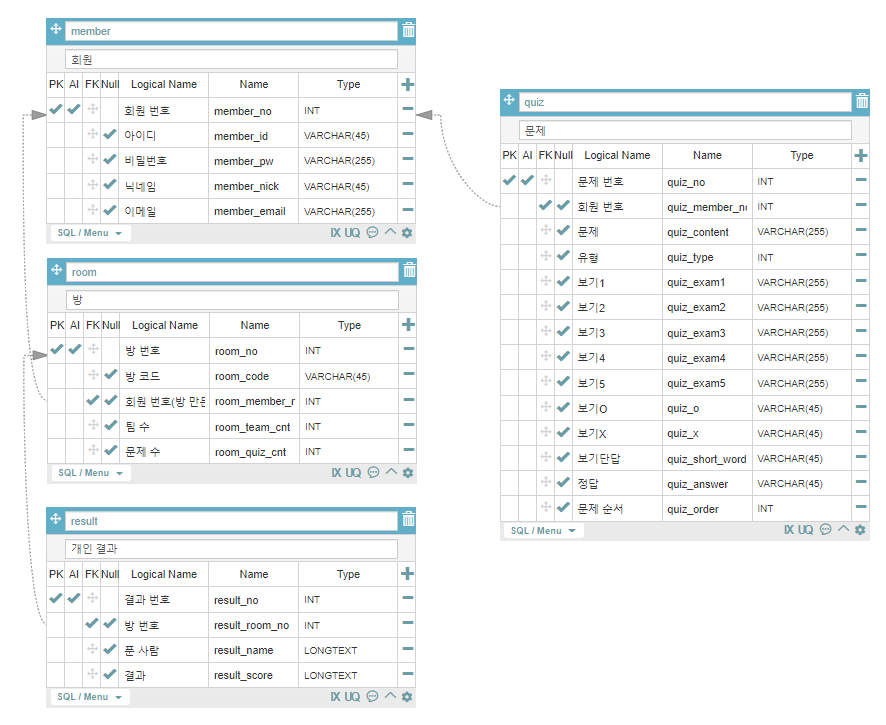 member
회원
PK AI FK Null Logical Name Name Type
회원 번호 member_no INT
아이디 member_id VARCHAR(45)
비밀번호 member_pw VARCHAR(255)
닉네임 member_nick VARCHAR(45)
이메일 member_email VARCHAR(255)
SQL / Menu IX UQ
room
방
PK AI FK Null Logical Name Name Type
방 번호 room_no INT
방 코드 room_code VARCHAR(45)
회원 번호(방 만든 room_member_r INT
팀 수 room_team_cnt INT
문제 수 room_quiz_cnt INT
SQL / Menu IX UQ
result
개인 결과
PK AI FK Null Logical Name Name Type
결과 번호 result_no INT
방 번호 result_room_no INT
푼 사람 result_name LONGTEXT
결과 result_score LONGTEXT
SQL / Menu IX UQ
quiz
문제
PK AI FK Null Logical Name Name Type
문제 번호 quiz_no INT
회원 번호 quiz_member_no INT
문제 quiz_content VARCHAR(255)
유형 quiz_type INT
보기1 quiz_exam1 VARCHAR(255)
보기2 quiz_exam2 VARCHAR(255)
보기3 quiz_exam3 VARCHAR(255)
보기4 quiz_exam4 VARCHAR(255)
보기5 quiz_exam5 VARCHAR(255)
보기O quiz_o VARCHAR(45)
보기X quiz_x VARCHAR(45)
보기단답 quiz_short_word VARCHAR(45)
정답 quiz_answer VARCHAR(45)
문제 순서 quiz_order INT
SQL / Menu IX UQ